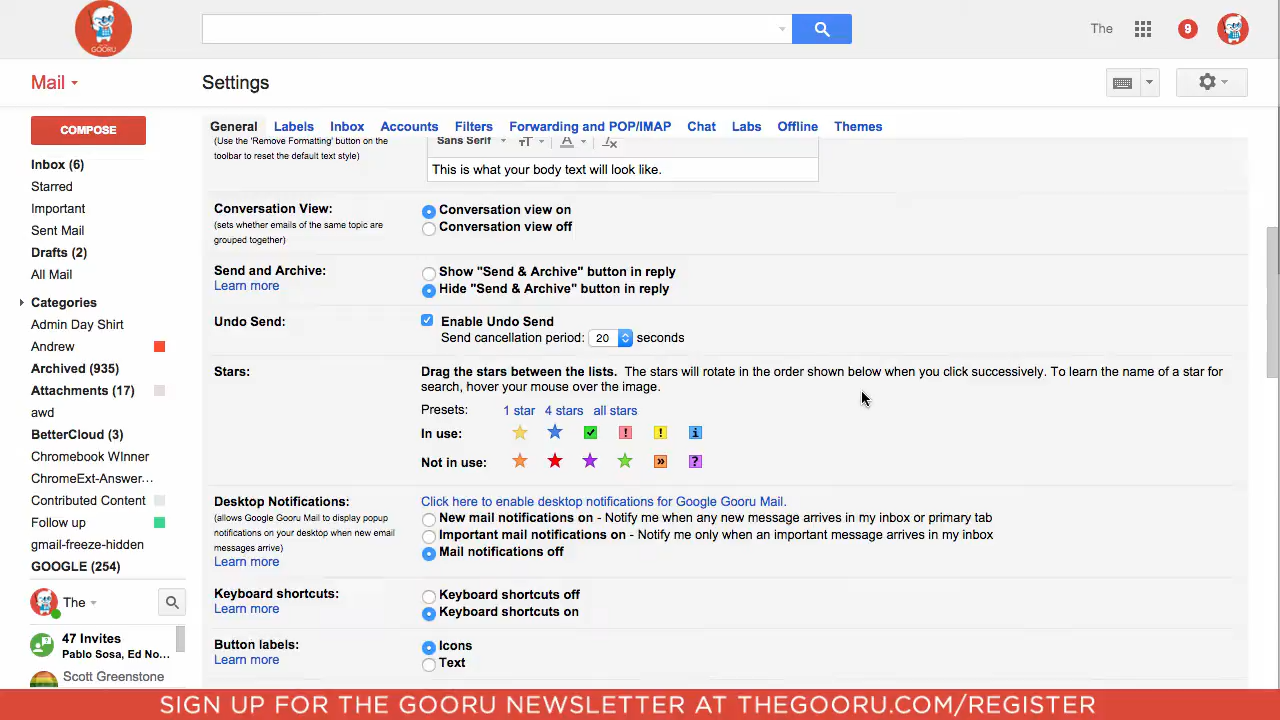 GOORU
The
9
Mail
Settings
COMPOSE
Inbox (6)
Starred
Important
Sent Mail
Drafts (2)
All Mail
Categories
Admin Day Shirt
Andrew
Archived (935)
Attachments (17)
awd
BetterCloud (3)
Chromebook WInner
ChromeExt-Answer...
Contributed Content
Follow up
gmail-freeze-hidden
GOOGLE (254)
The
47 Invites
Pablo Sosa, Ed No...
Scott Greenstone
General Labels Inbox Accounts Filters Forwarding and POP/IMAP Chat Labs Offline Themes
(Use the 'Remove Formatting' button on the
toolbar to reset the default text style)
Sans Serif
This is what your body text will look like.
Conversation View:
(sets whether emails of the same topic are
grouped together)
Conversation view on
Conversation view off
Send and Archive:
Learn more
Show "Send & Archive" button in reply
Hide "Send & Archive" button in reply
Undo Send:
Enable Undo Send
Send cancellation period: 20 seconds
Stars:
Drag the stars between the lists. The stars will rotate in the order shown below when you click successively. To learn the name of a star for
search, hover your mouse over the image.
Presets: 1 star 4 stars all stars
In use: ! ! i
Not in use: » ?
Desktop Notifications:
(allows Google Gooru Mail to display popup
notifications on your desktop when new email
messages arrive)
Learn more
Click here to enable desktop notifications for Google Gooru Mail.
New mail notifications on - Notify me when any new message arrives in my inbox or primary tab
Important mail notifications on - Notify me only when an important message arrives in my inbox
Mail notifications off
Keyboard shortcuts:
Learn more
Keyboard shortcuts off
Keyboard shortcuts on
Button labels:
Learn more
Icons
Text
SIGN UP FOR THE GOORU NEWSLETTER AT THEGOORU.COM/REGISTER